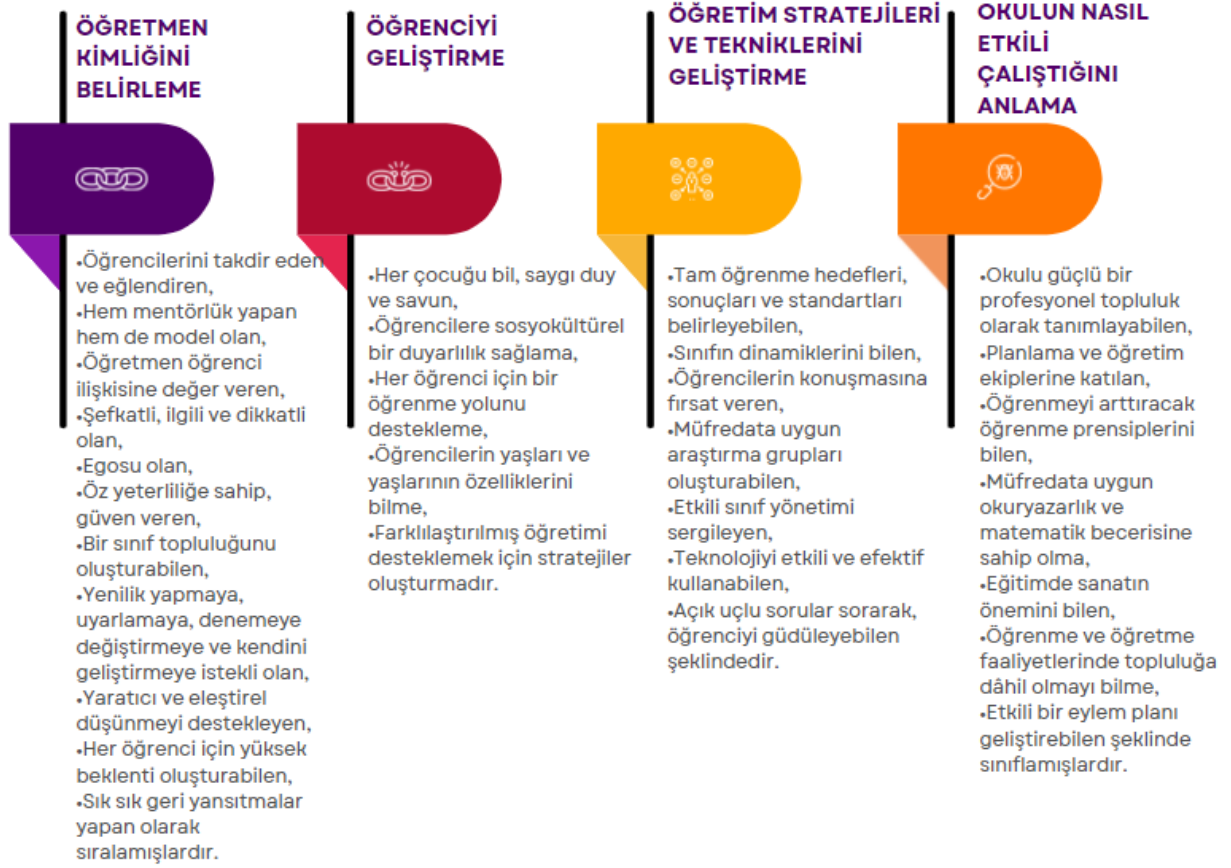 ÖĞRETMEN
KİMLİĞİNİ
BELİRLEME
•Öğrencilerini takdir eden
ve eğlendiren,
•Hem mentörlük yapan
hem de model olan,
•Öğretmen öğrenci
ilişkisine değer veren,
•Şefkatli, ilgili ve dikkatli
olan,
•Egosu olan,
•Öz yeterliliğe sahip,
güven veren,
•Bir sınıf topluluğunu
oluşturabilen,
•Yenilik yapmaya,
uyarlamaya, denemeye
değiştirmeye ve kendini
geliştirmeye istekli olan,
•Yaratıcı ve eleştirel
düşünmeyi destekleyen,
•Her öğrenci için yüksek
beklenti oluşturabilen,
•Sık sık geri yansıtmalar
yapan olarak
sıralamışlardır.
ÖĞRENCİYİ
GELİŞTİRME
•Her çocuğu bil, saygı duy
ve savun,
•Öğrencilere sosyokültürel
bir duyarlılık sağlama,
•Her öğrenci için bir
öğrenme yolunu
destekleme,
•Öğrencilerin yaşları ve
yaşlarının özelliklerini
bilme,
•Farklılaştırılmış öğretimi
desteklemek için stratejiler
oluşturmadır.
ÖĞRETİM STRATEJİLERİ
VE TEKNİKLERİNİ
GELİŞTİRME
•Tam öğrenme hedefleri,
sonuçları ve standartları
belirleyebilen,
•Sınıfın dinamiklerini bilen,
•Öğrencilerin konuşmasına
fırsat veren,
•Müfredata uygun
araştırma grupları
oluşturabilen,
•Etkili sınıf yönetimi
sergileyen,
•Teknolojiyi etkili ve efektif
kullanabilen,
•Açık uçlu sorular sorarak,
öğrenciyi güdüleyebilen
şeklindedir.
OKULUN NASIL
ETKİLİ
ÇALIŞTIĞINI
ANLAMA
•Okulu güçlü bir
profesyonel topluluk
olarak tanımlayabilen,
•Planlama ve öğretim
ekiplerine katılan,
•Öğrenmeyi arttıracak
öğrenme prensiplerini
bilen,
•Müfredata uygun
okuryazarlık ve
matematik becerisine
sahip olma,
•Eğitimde sanatın
önemini bilen,
•Öğrenme ve öğretme
faaliyetlerinde topluluğa
dâhil olmayı bilme,
•Etkili bir eylem planı
geliştirebilen şeklinde
sınıflamışlardır.